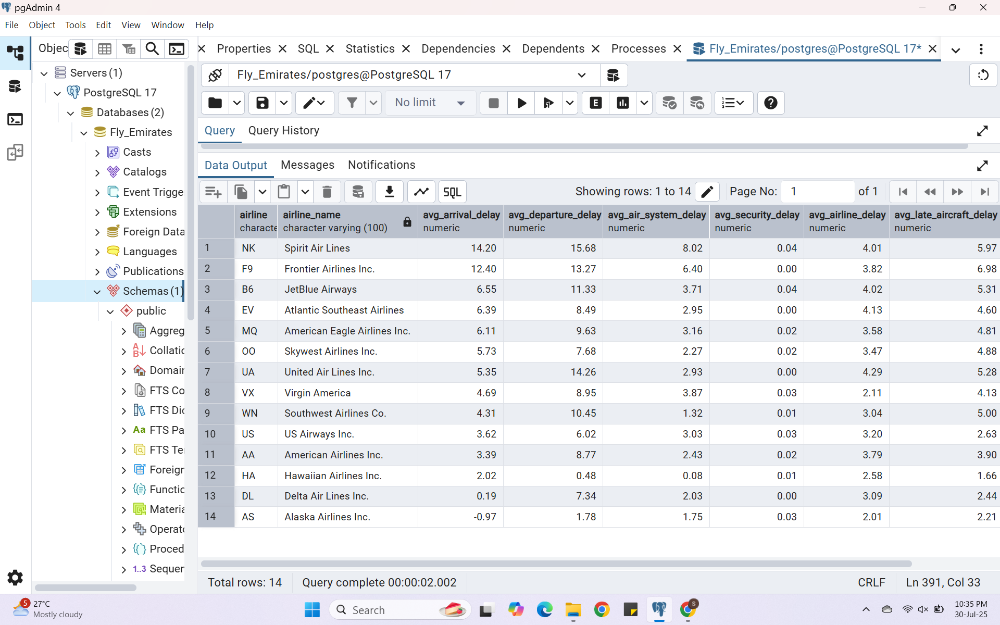 pgAdmin 4
File Object Tools Edit View Window Help
Objec
Properties SQL Statistics Dependencies Dependents Processes Fly_Emirates/postgres@PostgreSQL 17*
Servers (1)
PostgreSQL 17
Databases (2)
Fly_Emirates
Casts
Catalogs
Event Trigge
Extensions
Foreign Data
Languages
Publications
Schemas (1)
public
Aggreg
Collatic
Domair
FTS Co
FTS Dic
Aa FTS Pa
FTS Ter
Foreigr
Functic
Materia
Operato
Proced
1..3 Sequer
Fly_Emirates/postgres@PostgreSQL 17
No limit
E
Query Query History
Data Output Messages Notifications
SQL Showing rows: 1 to 14 Page No: 1 of 1
airline airline_name avg_arrival_delay avg_departure_delay avg_air_system_delay avg_security_delay avg_airline_delay avg_late_aircraft_delay
characte character varying (100) numeric numeric numeric numeric numeric numeric
1 NK Spirit Air Lines 14.20 15.68 8.02 0.04 4.01 5.97
2 F9 Frontier Airlines Inc. 12.40 13.27 6.40 0.00 3.82 6.98
3 B6 JetBlue Airways 6.55 11.33 3.71 0.04 4.02 5.31
4 EV Atlantic Southeast Airlines 6.39 8.49 2.95 0.00 4.13 4.60
5 MQ American Eagle Airlines Inc. 6.11 9.63 3.16 0.02 3.58 4.81
6 OO Skywest Airlines Inc. 5.73 7.68 2.27 0.02 3.47 4.88
7 UA United Air Lines Inc. 5.35 14.26 2.93 0.00 4.29 5.28
8 VX Virgin America 4.69 8.95 3.87 0.03 2.11 4.13
9 WN Southwest Airlines Co. 4.31 10.45 1.32 0.01 3.04 5.00
10 US US Airways Inc. 3.62 6.02 3.03 0.03 3.20 2.63
11 AA American Airlines Inc. 3.39 8.77 2.43 0.02 3.79 3.90
12 HA Hawaiian Airlines Inc. 2.02 0.48 0.08 0.01 2.58 1.66
13 DL Delta Air Lines Inc. 0.19 7.34 2.03 0.00 3.09 2.44
14 AS Alaska Airlines Inc. -0.97 1.78 1.75 0.03 2.01 2.21
Total rows: 14 Query complete 00:00:02.002 CRLF Ln 391, Col 33
5 27°C
Mostly cloudy
Search
S
10:35 PM
30-Jul-25